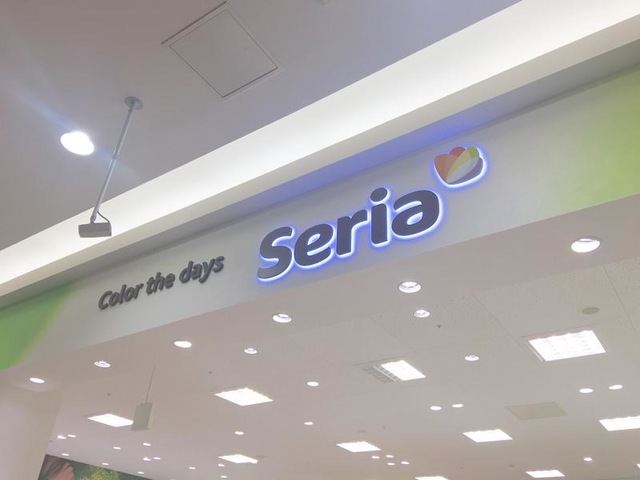 Color the days
Seria